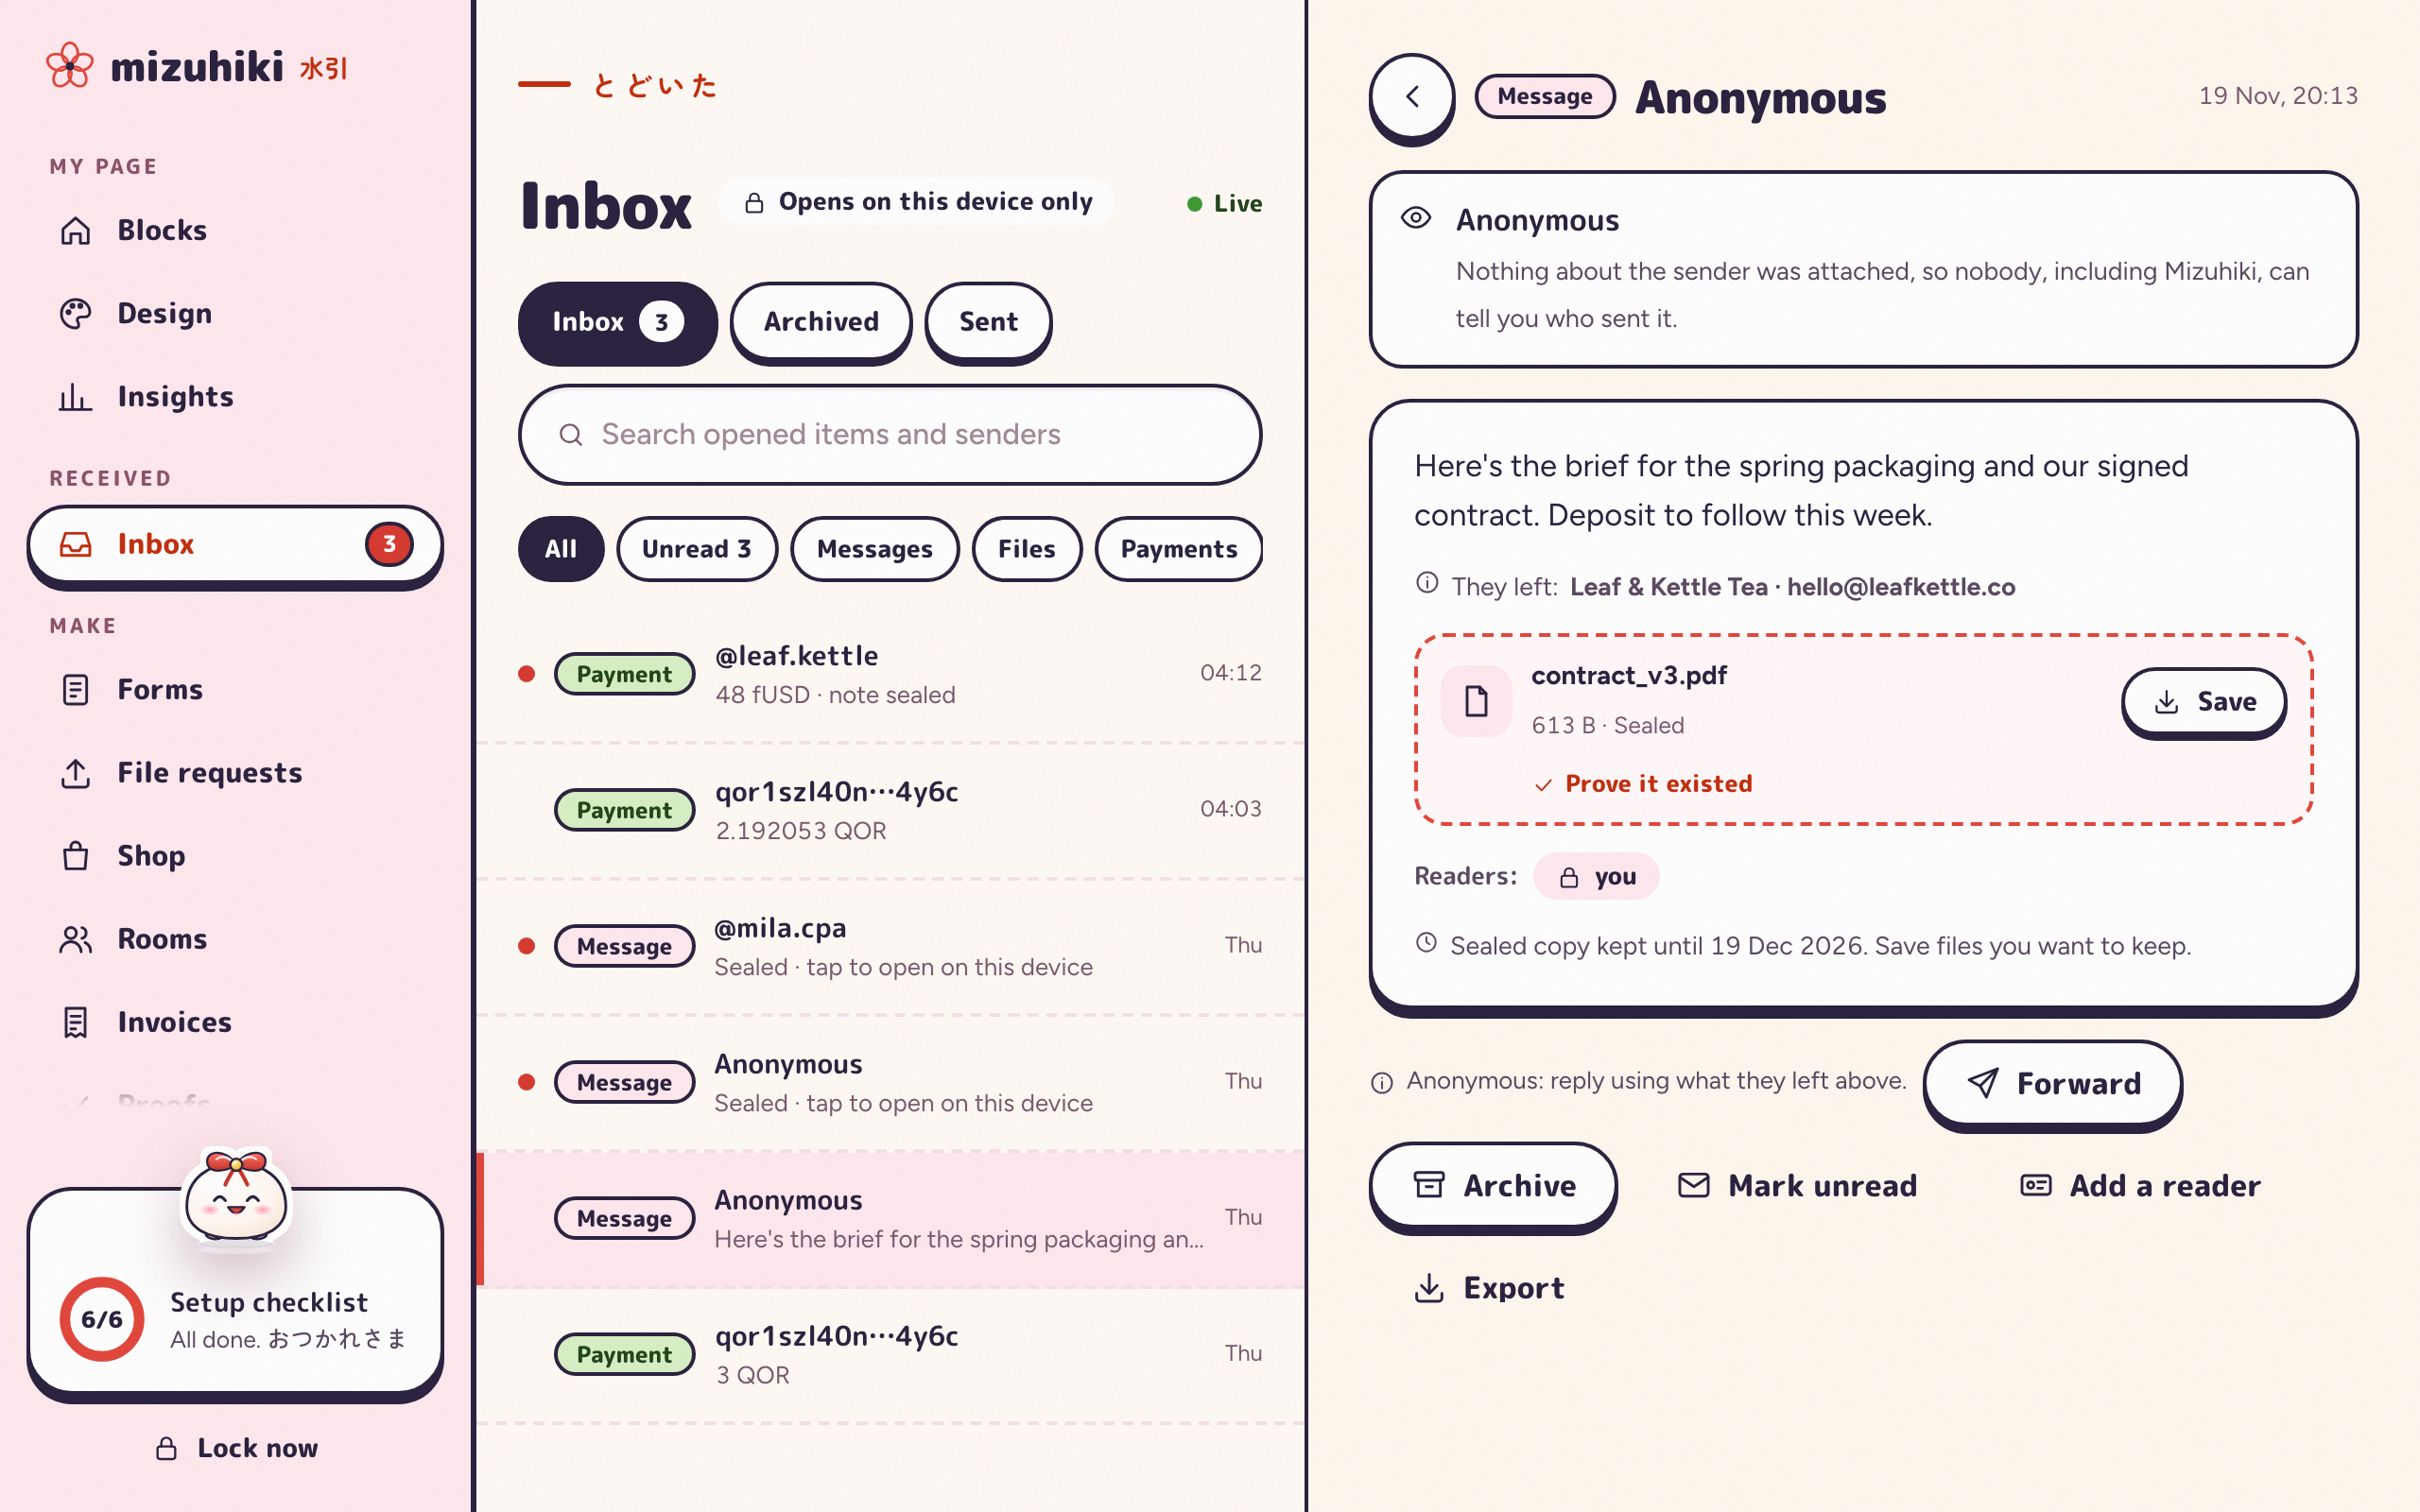 mizuhiki 水引
MY PAGE
Blocks
Design
Insights
RECEIVED
Inbox 3
MAKE
Forms
File requests
Shop
Rooms
Invoices
Proofs
6/6
Setup checklist
All done. おつかれさま
Lock now
とどいた
Inbox
Opens on this device only
Live
Inbox 3
Archived
Sent
Search opened items and senders
All
Unread 3
Messages
Files
Payments
Payment
@leaf.kettle
48 fUSD · note sealed
04:12
Payment
qor1szl40n···4y6c
2.192053 QOR
04:03
Message
@mila.cpa
Sealed · tap to open on this device
Thu
Message
Anonymous
Sealed · tap to open on this device
Thu
Message
Anonymous
Here's the brief for the spring packaging an...
Thu
Payment
qor1szl40n···4y6c
3 QOR
Thu
Message
Anonymous
19 Nov, 20:13
Anonymous
Nothing about the sender was attached, so nobody, including Mizuhiki, can
tell you who sent it.
Here's the brief for the spring packaging and our signed
contract. Deposit to follow this week.
They left: Leaf & Kettle Tea · hello@leafkettle.co
contract_v3.pdf
613 B · Sealed
Save
Prove it existed
Readers: you
Sealed copy kept until 19 Dec 2026. Save files you want to keep.
Anonymous: reply using what they left above.
Forward
Archive
Mark unread
Add a reader
Export